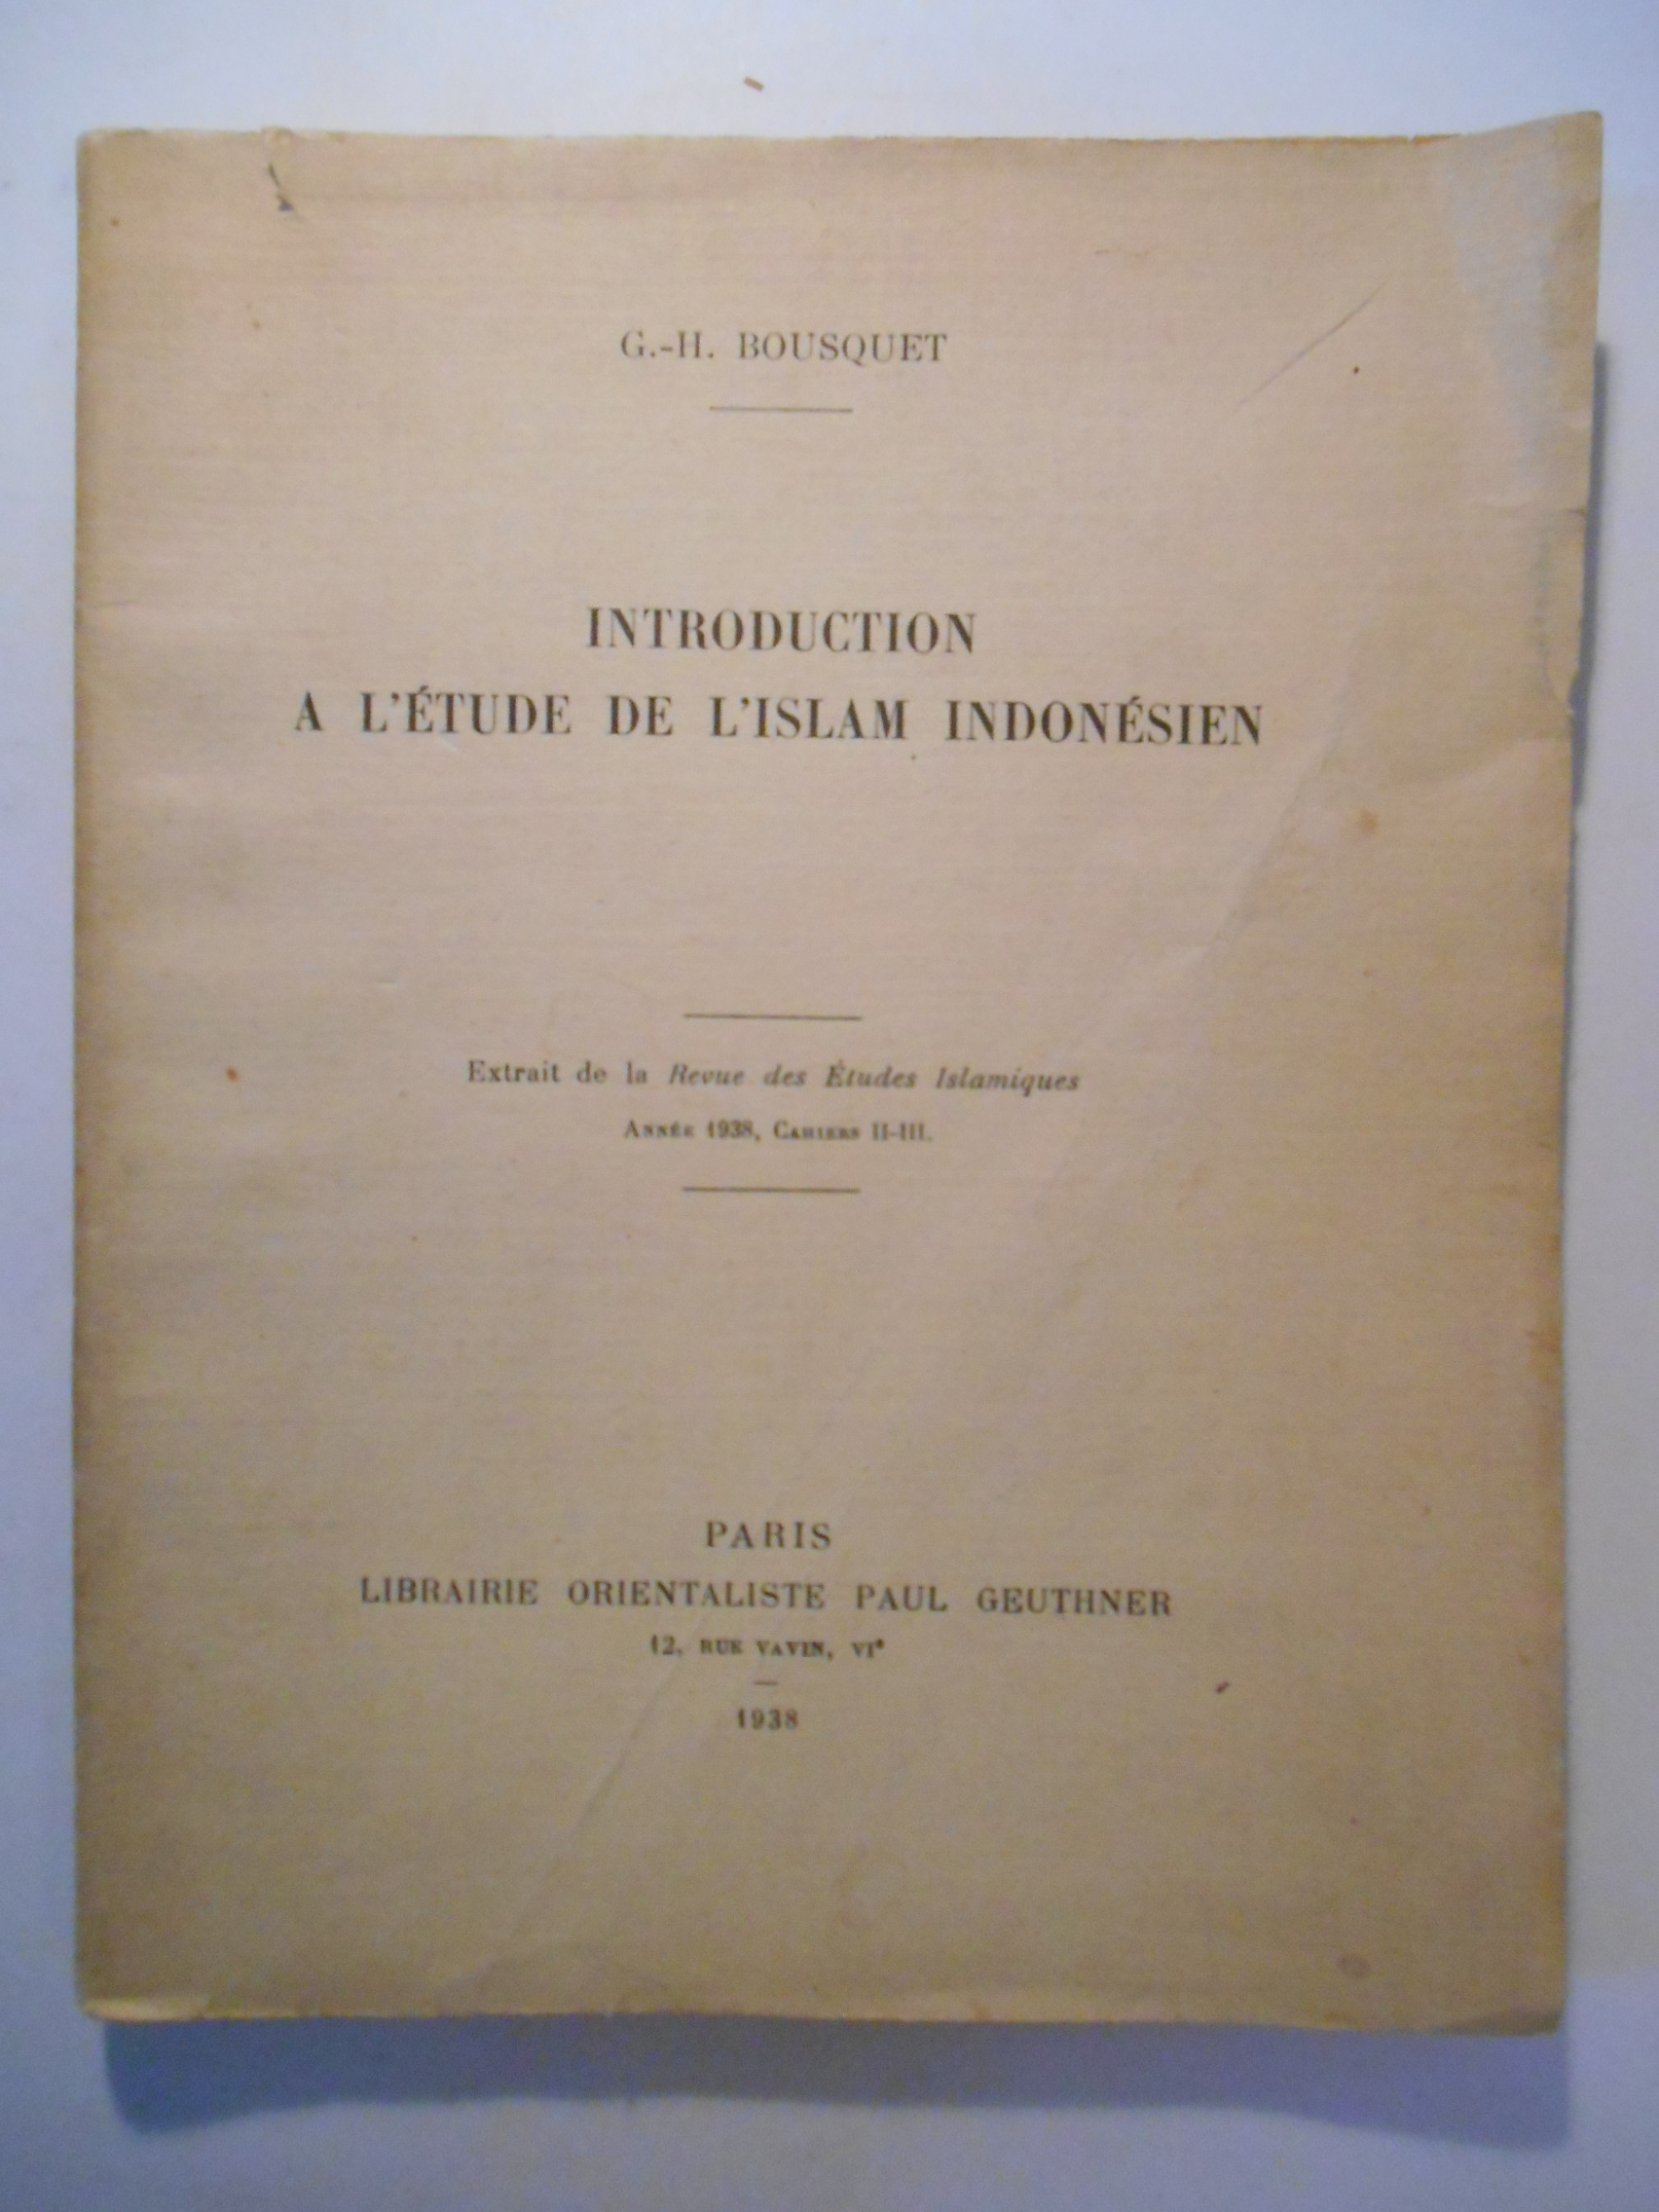 G.-H. BOUSQUET
INTRODUCTION
A L'ÉTUDE DE L'ISLAM INDONÉSIEN
Extrait de la Revue des Études Islamiques
ANNÉE 1938, CAHIERS II-III.
PARIS
LIBRAIRIE ORIENTALISTE PAUL GEUTHNER
12, RUE VAVIN, VIe
1938